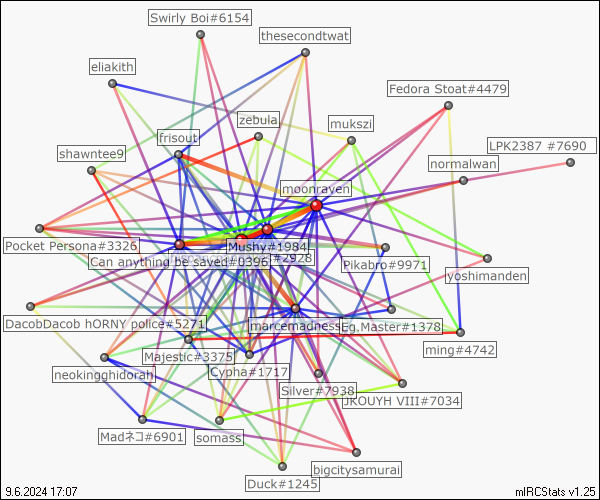 Swirly Boi#6154
thesecondtwat
eliakith
Fedora Stoat#4479
zebula
mukszi
frisout
LPK2387 #7690
shawntee9
normalwan
moonraven
Pocket Persona#3326
Mushy#1984
#2928
Can anything be saved#0396
Pikabro#9971
yoshimanden
DacobDacob hORNY police#5271
marcemadness
Eg.Master#1378
Majestic#3375
ming#4742
neokingghidorah
Cypha#1717
Silver#7938
JKOUYH VIII#7034
Madネコ#6901
somass
bigcitysamurai
Duck#1245
9.6.2024 17:07
mIRCStats v1.25